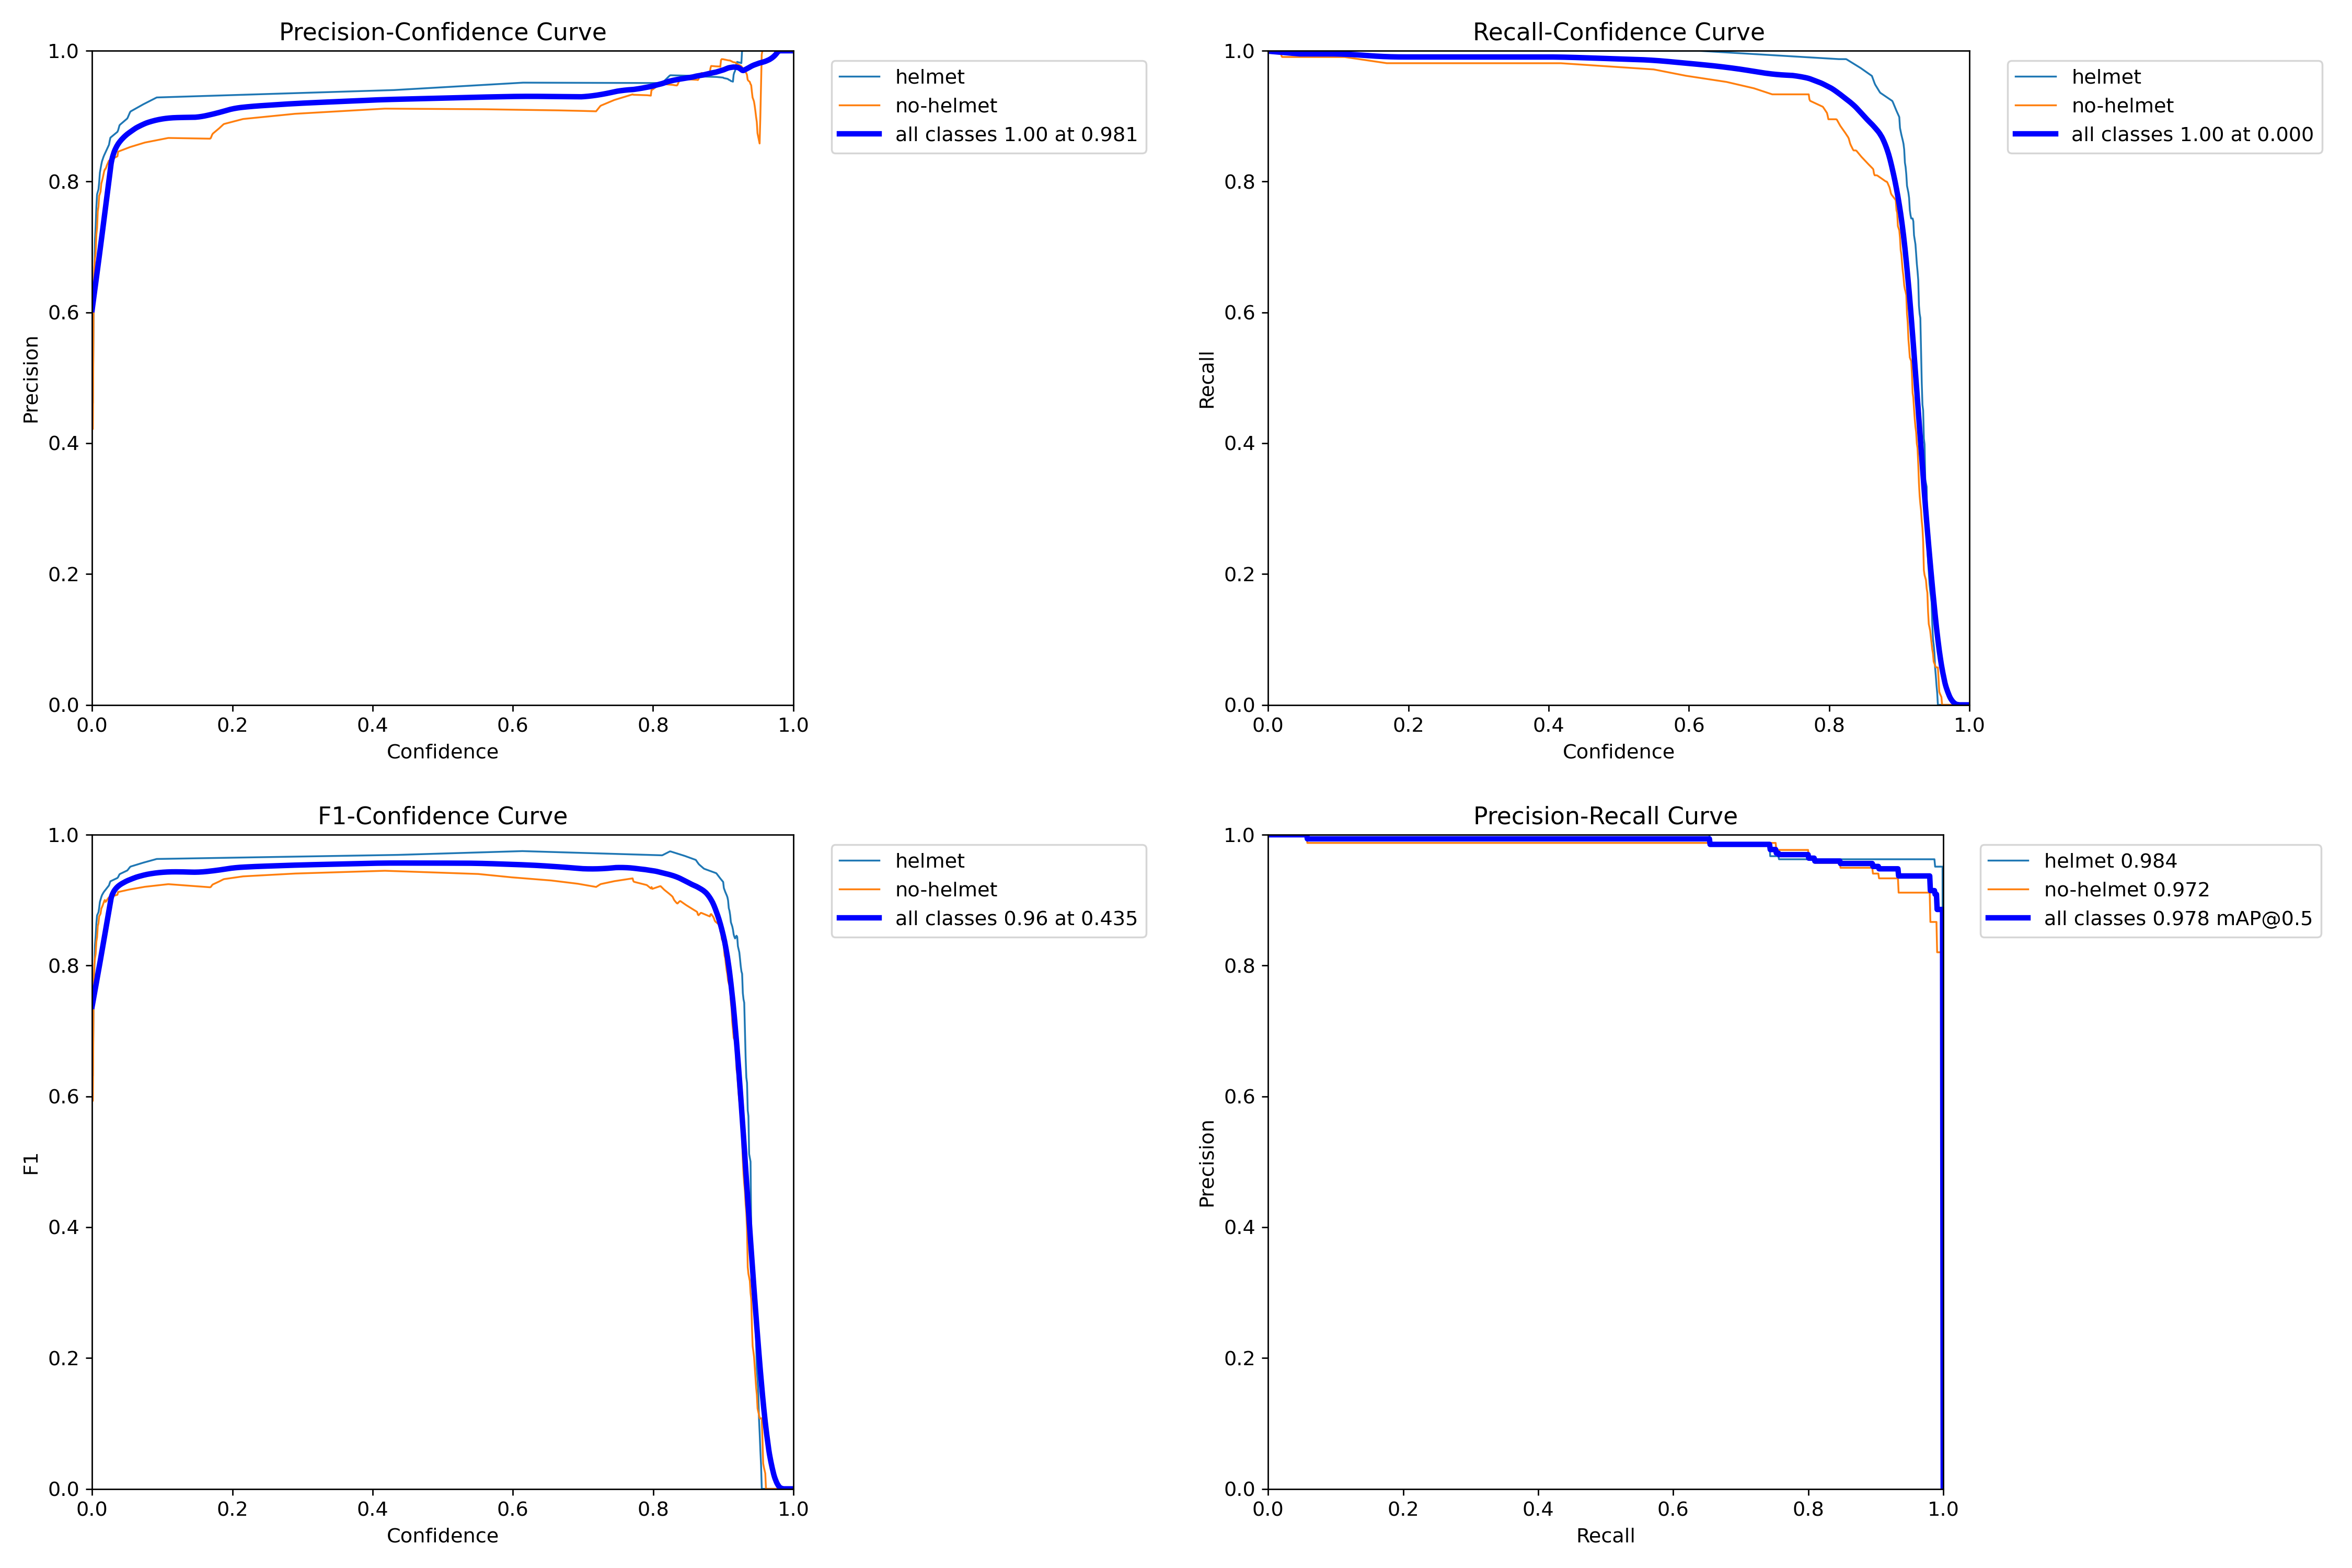 Precision-Confidence Curve
1.0
0.8
0.6
0.4
0.2
0.0
Precision
0.0 0.2 0.4 0.6 0.8 1.0
Confidence
helmet
no-helmet
all classes 1.00 at 0.981
Recall-Confidence Curve
1.0
0.8
0.6
0.4
0.2
0.0
Recall
0.0 0.2 0.4 0.6 0.8 1.0
Confidence
helmet
no-helmet
all classes 1.00 at 0.000
F1-Confidence Curve
1.0
0.8
0.6
0.4
0.2
0.0
F1
0.0 0.2 0.4 0.6 0.8 1.0
Confidence
helmet
no-helmet
all classes 0.96 at 0.435
Precision-Recall Curve
1.0
0.8
0.6
0.4
0.2
0.0
Precision
0.0 0.2 0.4 0.6 0.8 1.0
Recall
helmet 0.984
no-helmet 0.972
all classes 0.978 mAP@0.5